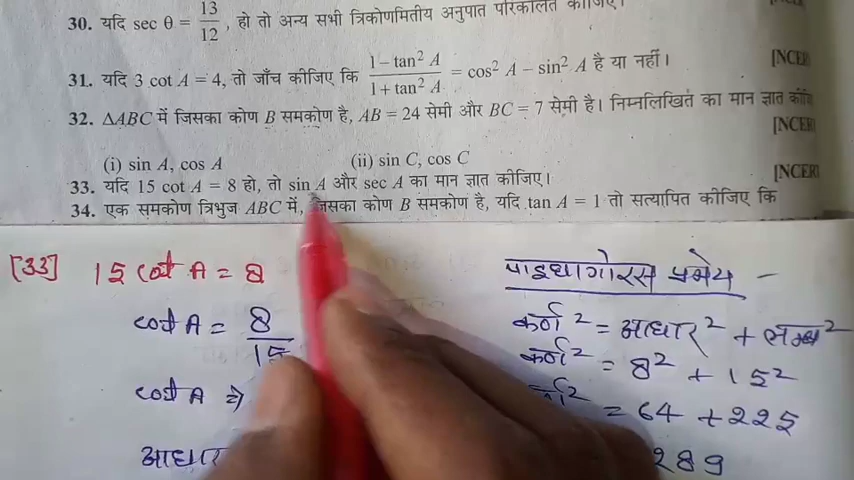 30. यदि sec θ = 13/12, हो तो अन्य सभी त्रिकोणमितीय अनुपात परिकलित कीजिए।
31. यदि 3 cot A = 4, तो जाँच कीजिए कि (1 – tan² A)/(1 + tan² A) = cos² A – sin² A है या नहीं। [NCER
32. ΔABC में जिसका कोण B समकोण है, AB = 24 सेमी और BC = 7 सेमी है। निम्नलिखित का मान ज्ञात कीजि
[NCER
(i) sin A, cos A (ii) sin C, cos C
33. यदि 15 cot A = 8 हो, तो sin A और sec A का मान ज्ञात कीजिए। [NCER
34. एक समकोण त्रिभुज ABC में, जिसका कोण B समकोण है, यदि tan A = 1 तो सत्यापित कीजिए कि
[33] 15 cot A = 8
cot A = 8/15
cot A ⇒
आधार
पाइथागोरस प्रमेय –
कर्ण² = आधार² + लम्ब²
कर्ण² = 8² + 15²
= 64 + 225
289